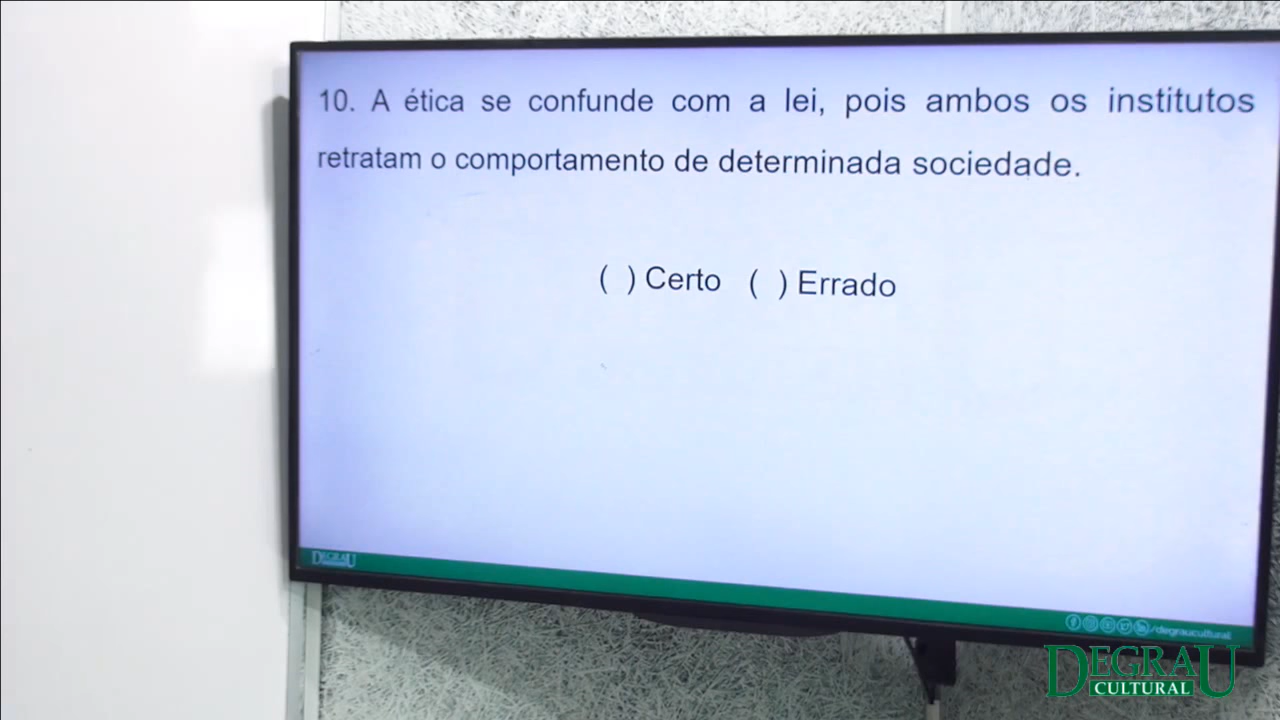 10. A ética se confunde com a lei, pois ambos os institutos
retratam o comportamento de determinada sociedade.
( ) Certo ( ) Errado
DEGRAU
/degraucultural
DEGRAU
CULTURAL